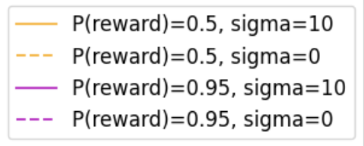 P(reward)=0.5, sigma=10
P(reward)=0.5, sigma=0
P(reward)=0.95, sigma=10
P(reward)=0.95, sigma=0